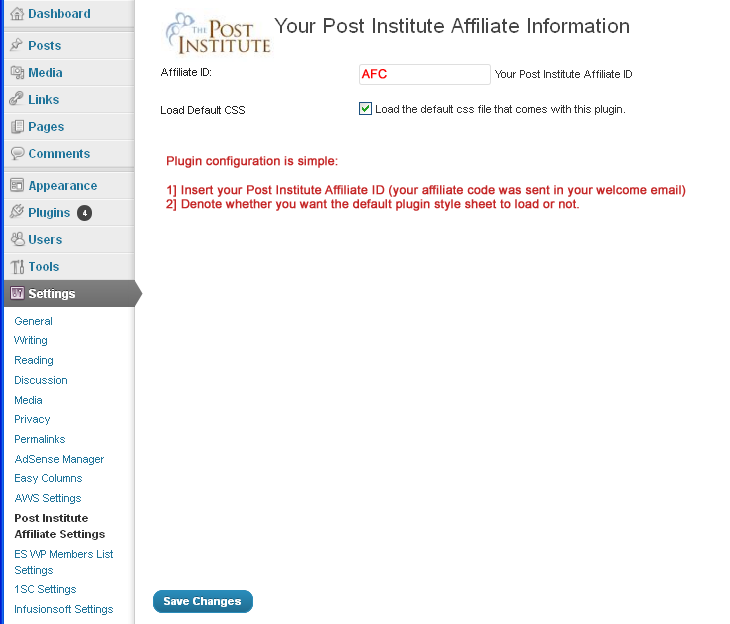 Dashboard
Posts
Media
Links
Pages
Comments
Appearance
Plugins 4
Users
Tools
Settings
General
Writing
Reading
Discussion
Media
Privacy
Permalinks
AdSense Manager
Easy Columns
AWS Settings
Post Institute
Affiliate Settings
ES WP Members List
Settings
1SC Settings
Infusionsoft Settings
THE POST
INSTITUTE
Your Post Institute Affiliate Information
Affiliate ID: AFC Your Post Institute Affiliate ID
Load Default CSS Load the default css file that comes with this plugin.
Plugin configuration is simple:
1] Insert your Post Institute Affiliate ID (your affiliate code was sent in your welcome email)
2] Denote whether you want the default plugin style sheet to load or not.
Save Changes